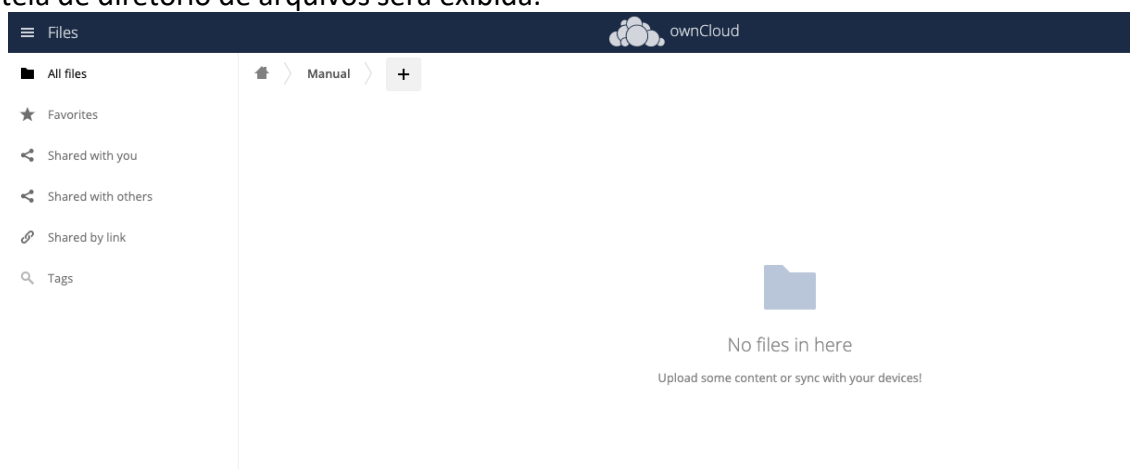 tela de diretório de arquivos será exibida:
Files
ownCloud
All files
Manual
+
Favorites
Shared with you
Shared with others
Shared by link
Tags
No files in here
Upload some content or sync with your devices!